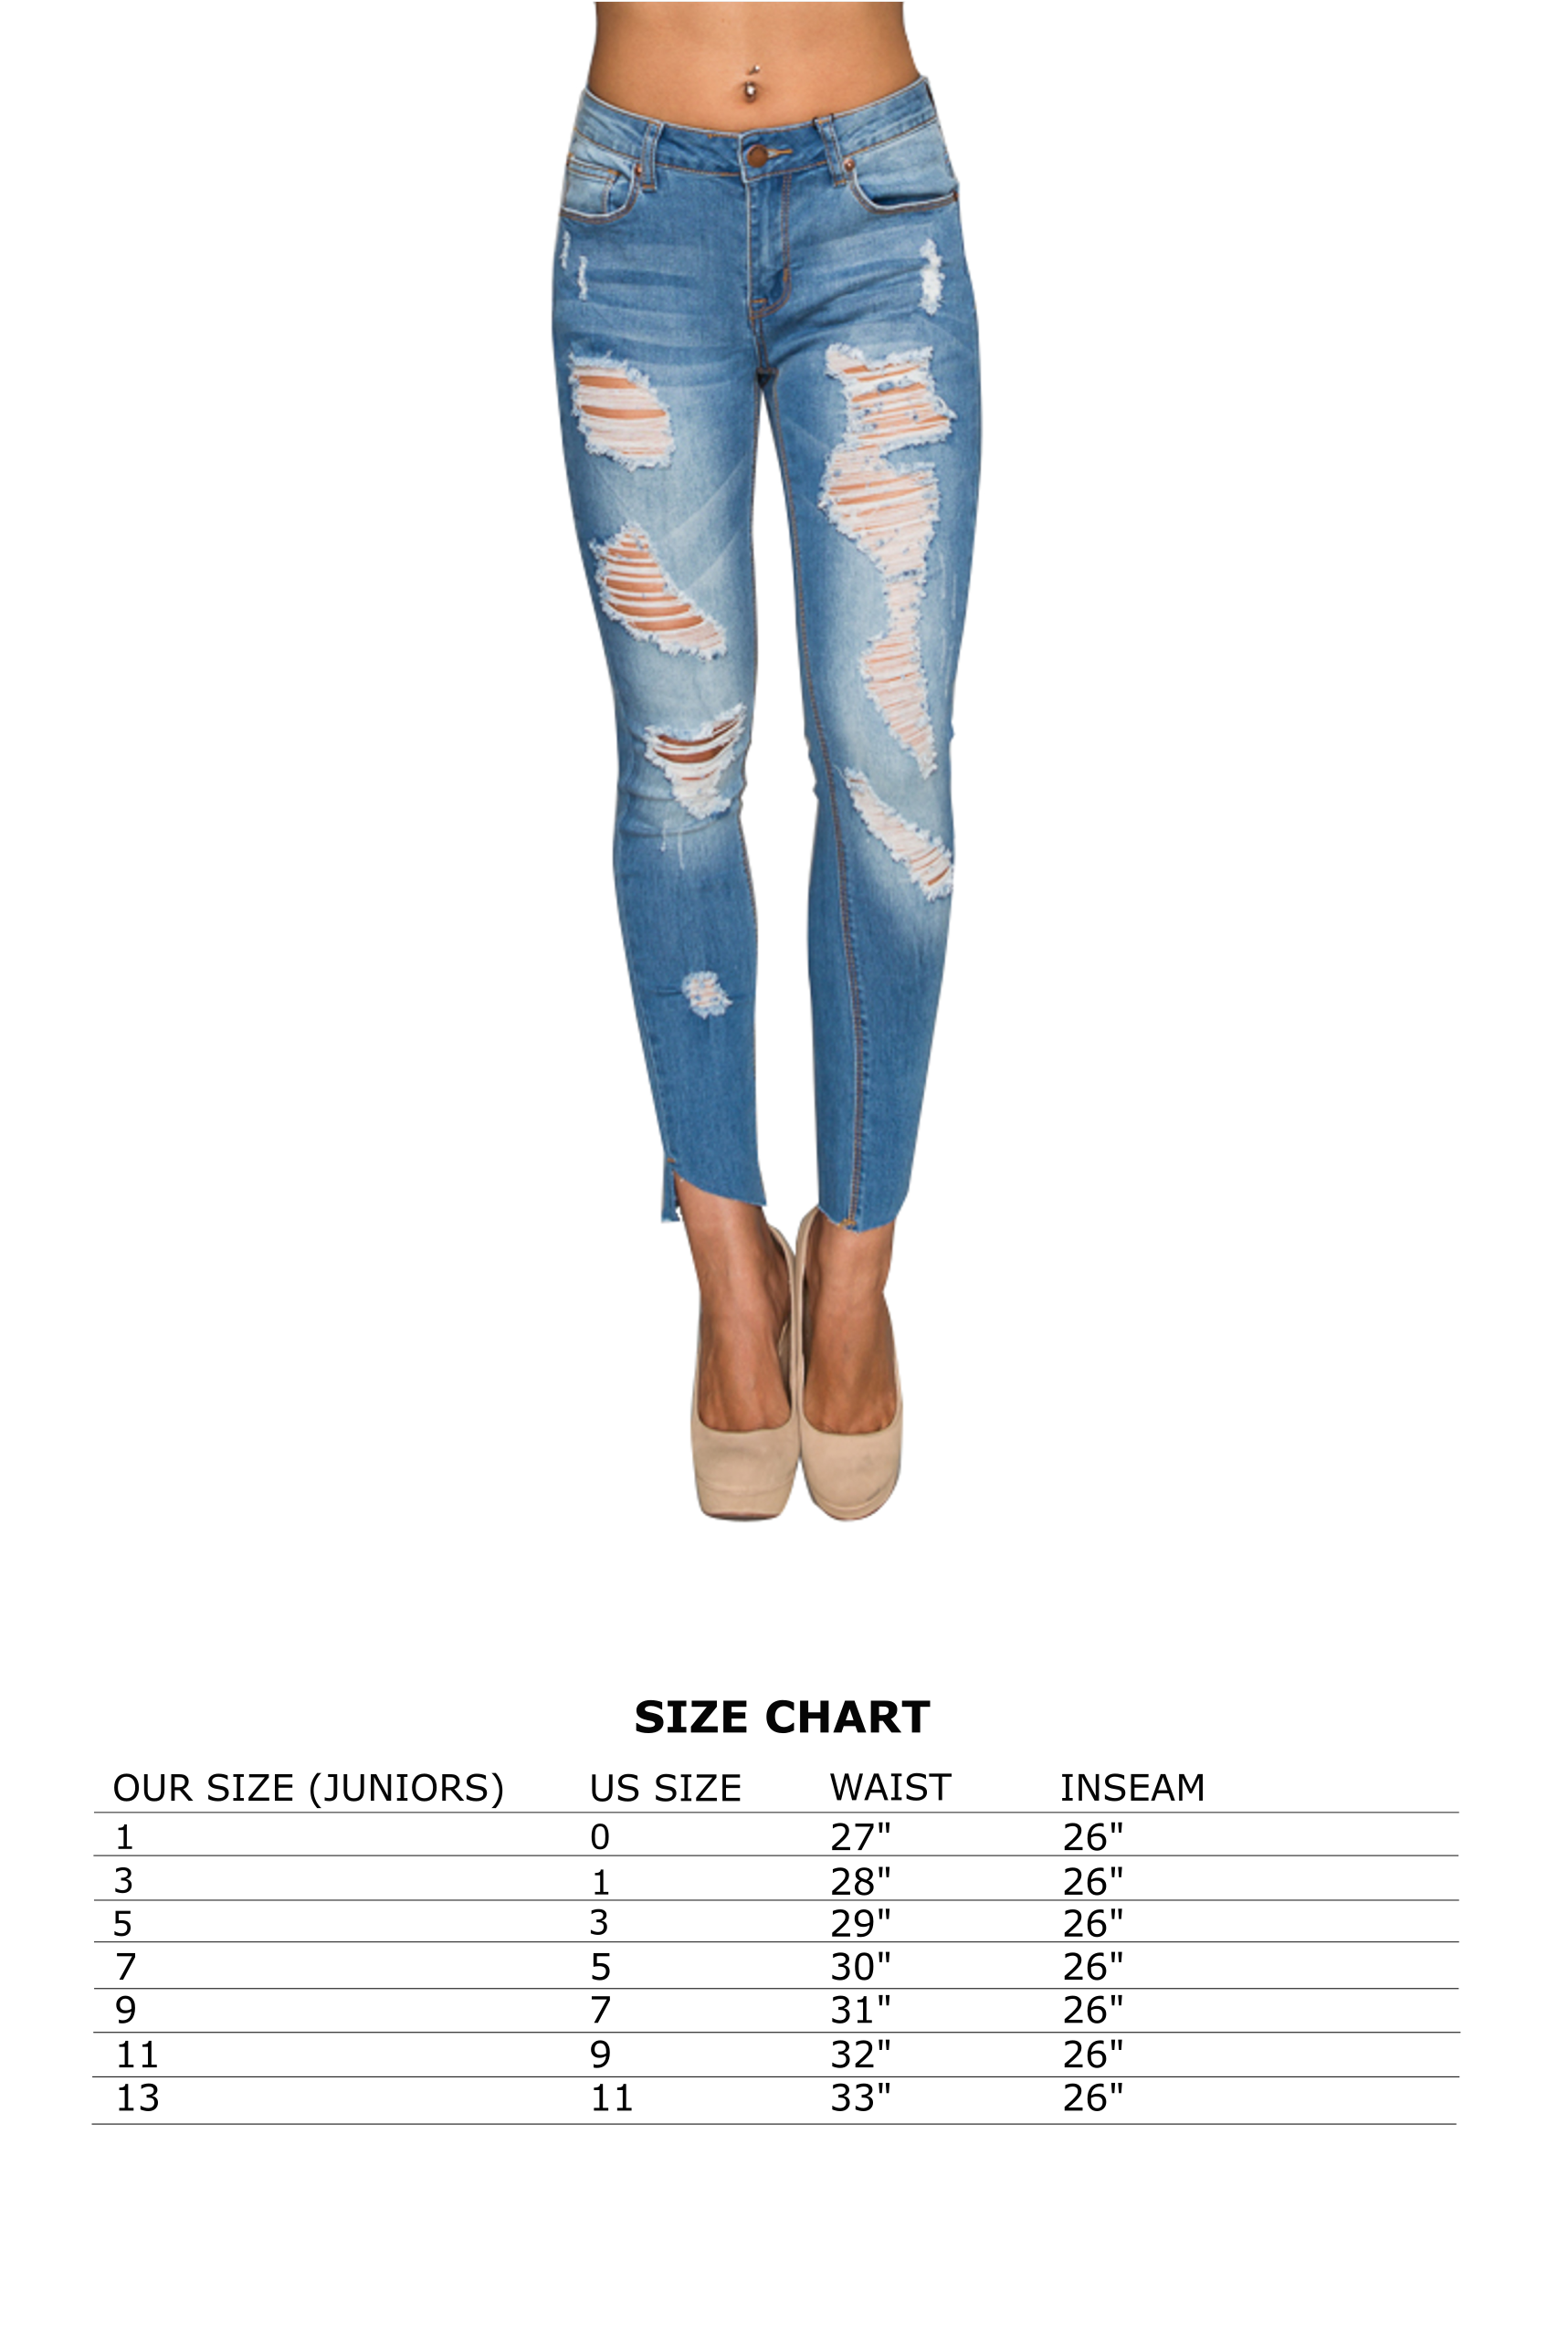 SIZE CHART
OUR SIZE (JUNIORS) US SIZE WAIST INSEAM
1 0 27" 26"
3 1 28" 26"
5 3 29" 26"
7 5 30" 26"
9 7 31" 26"
11 9 32" 26"
13 11 33" 26"